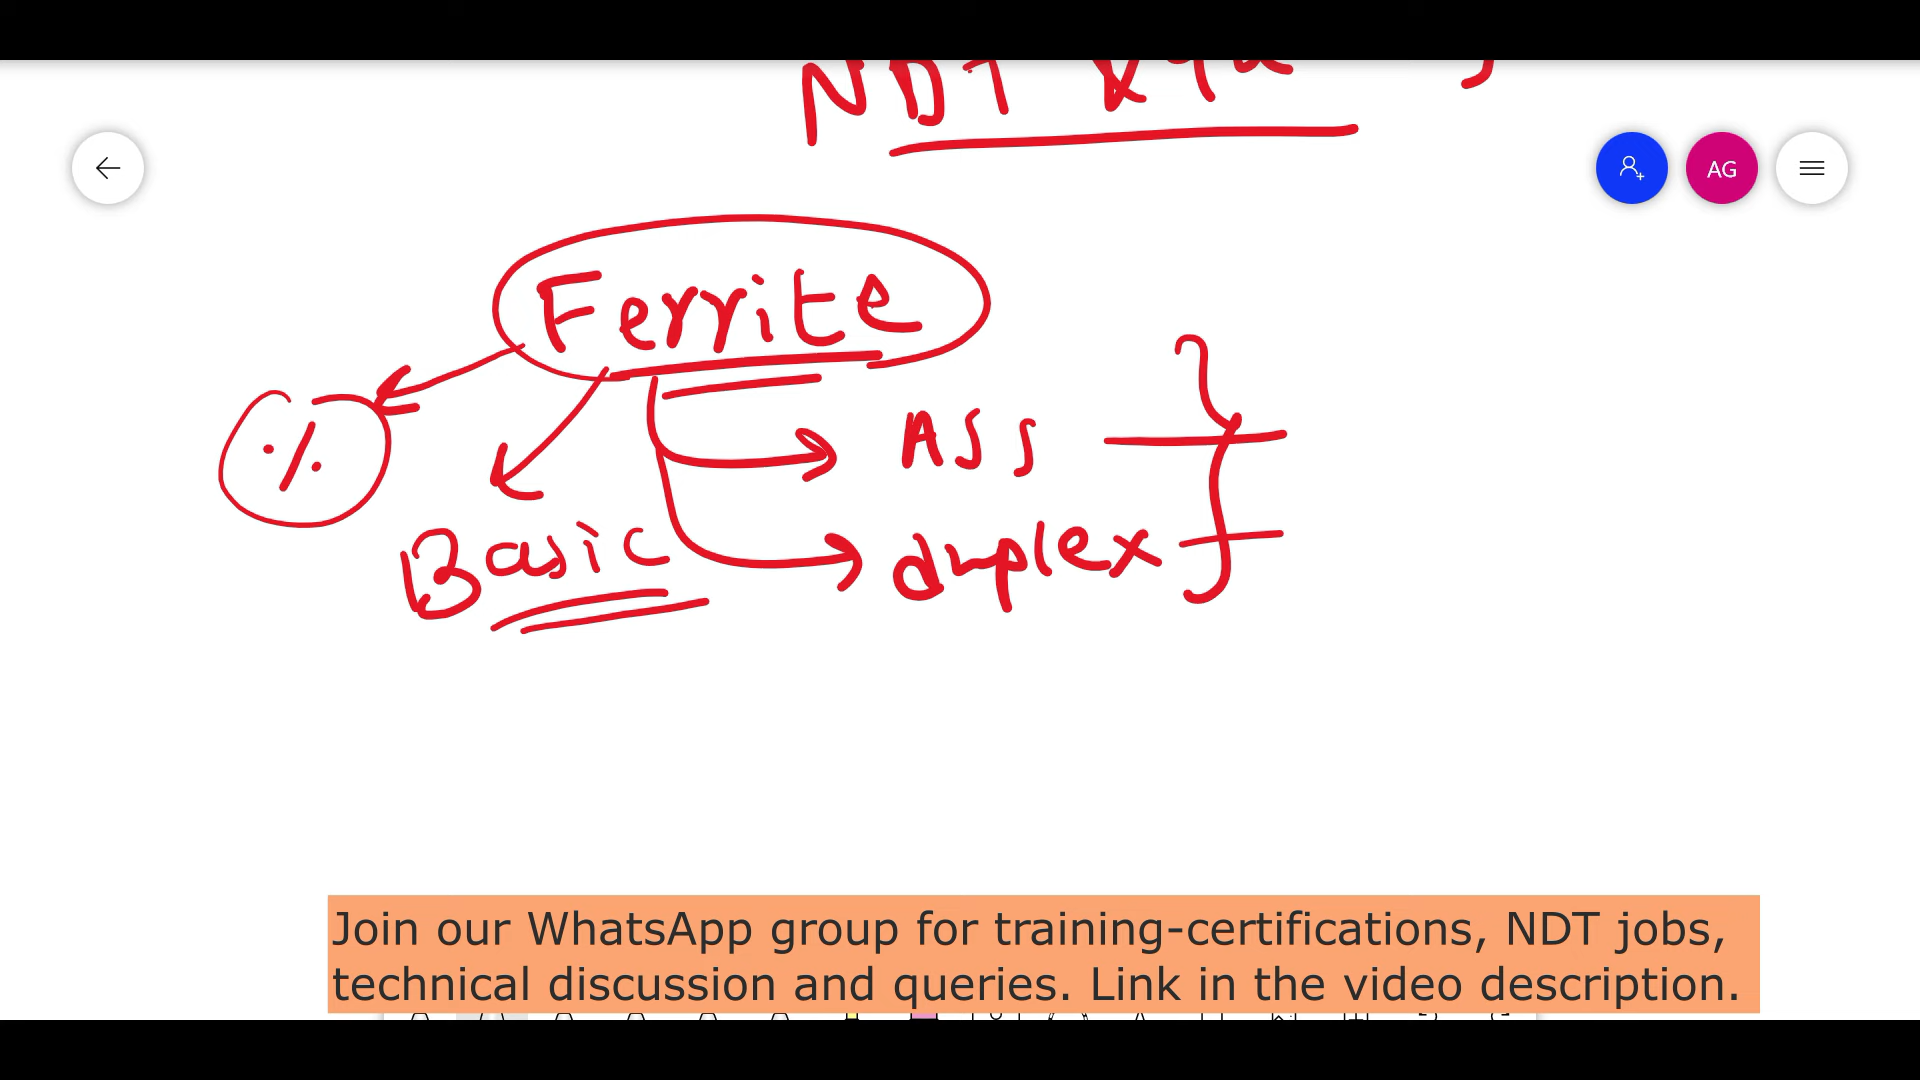 NDT
AG
Ferrite
%
ASS
Basic
duplex
Join our WhatsApp group for training-certifications, NDT jobs,
technical discussion and queries. Link in the video description.